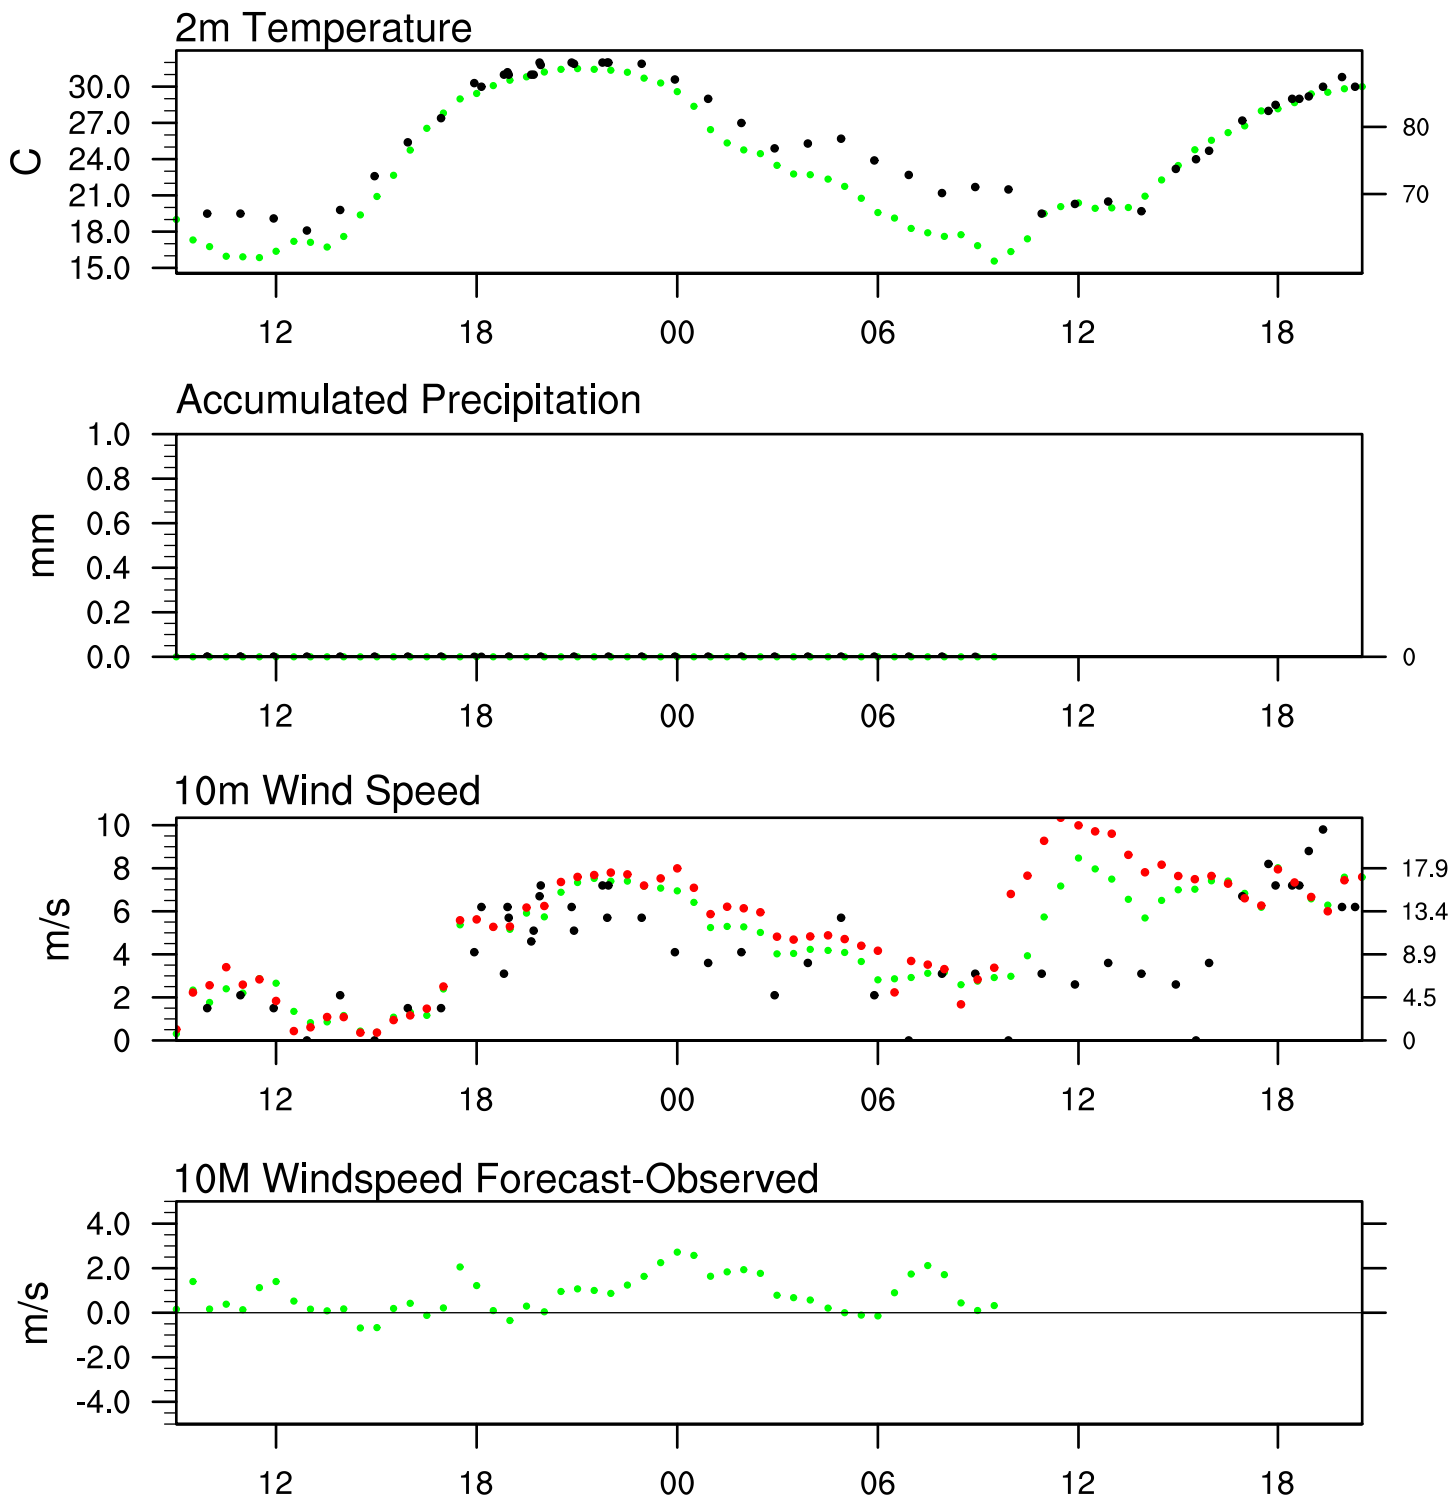 2m Temperature
30.0
27.0
24.0
21.0
18.0
15.0
C
80
70
12 18 00 06 12 18
Accumulated Precipitation
1.0
0.8
0.6
0.4
0.2
0.0
mm
0
12 18 00 06 12 18
10m Wind Speed
10
8
6
4
2
0
m/s
17.9
13.4
8.9
4.5
0
12 18 00 06 12 18
10M Windspeed Forecast-Observed
4.0
2.0
0.0
-2.0
-4.0
m/s
12 18 00 06 12 18